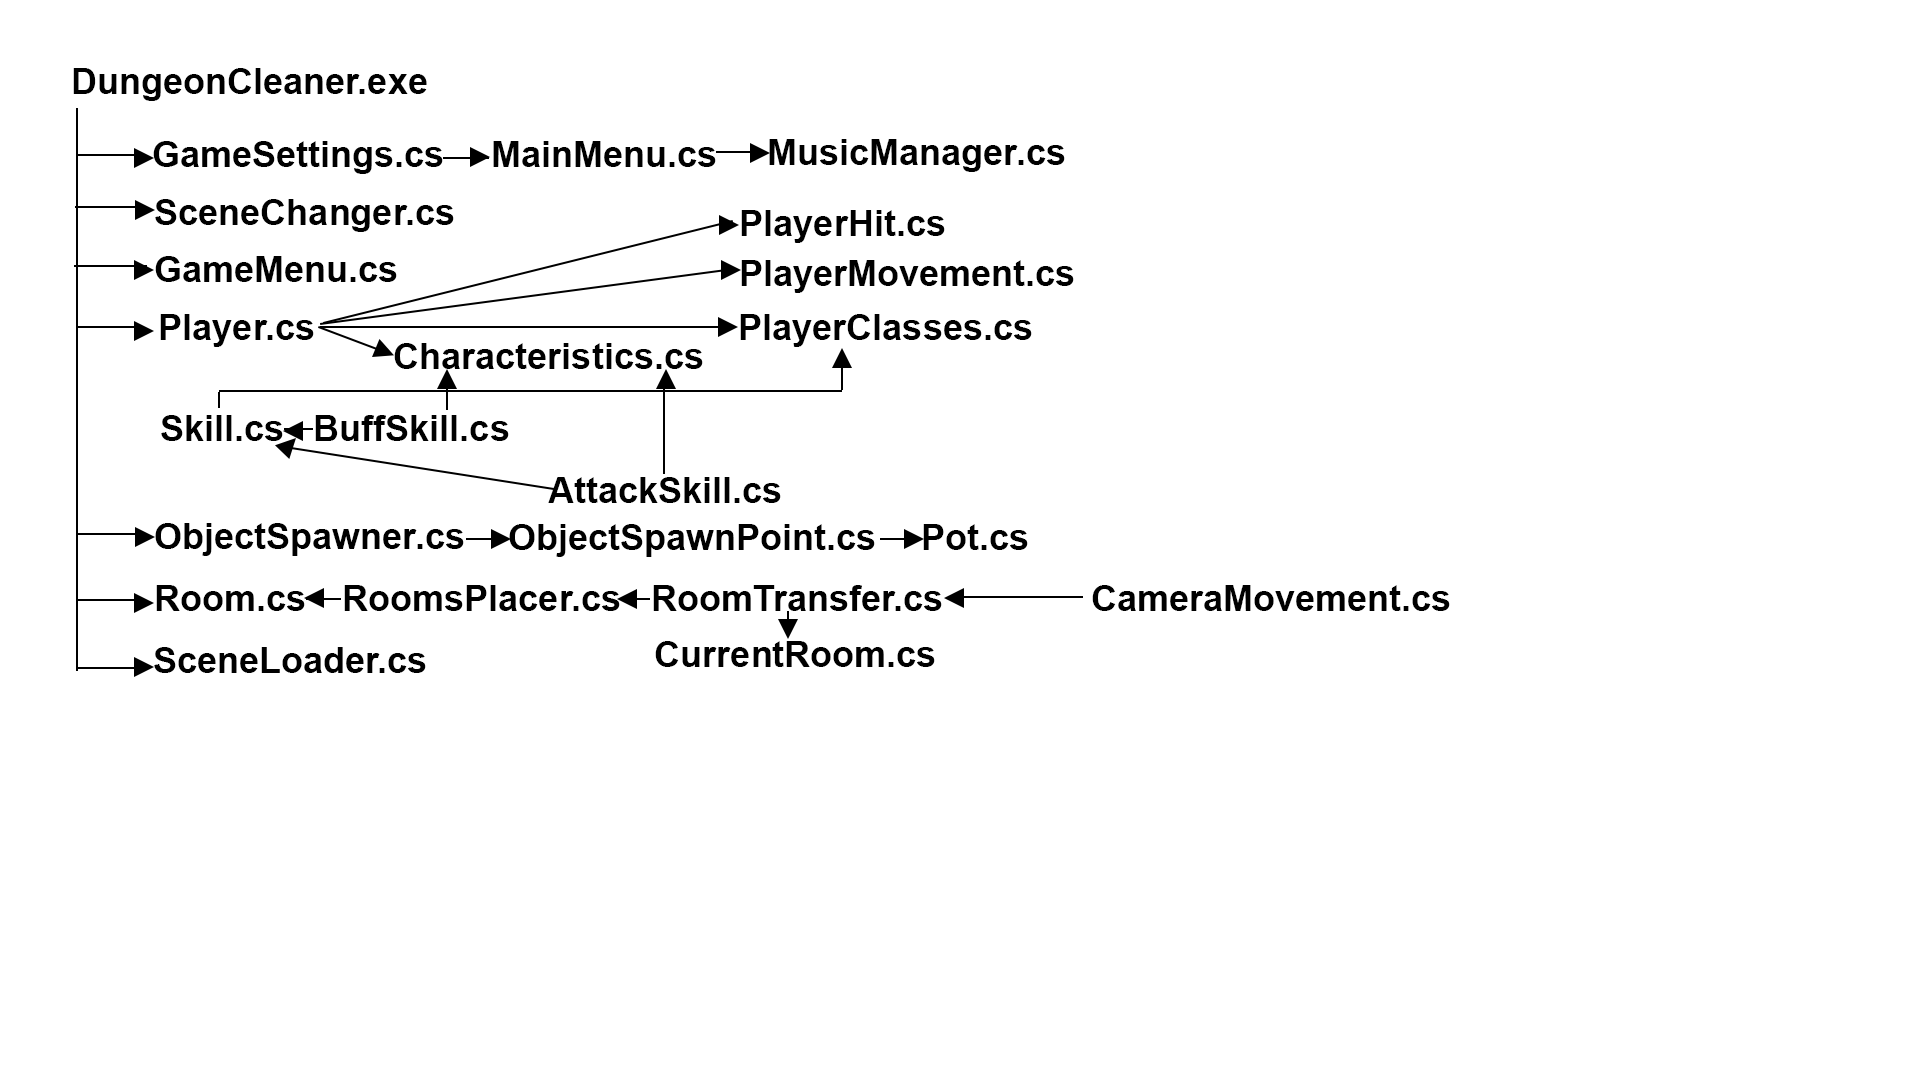 DungeonCleaner.exe
GameSettings.cs MainMenu.cs MusicManager.cs
SceneChanger.cs
PlayerHit.cs
GameMenu.cs
PlayerMovement.cs
Player.cs
PlayerClasses.cs
Characteristics.cs
Skill.cs BuffSkill.cs
AttackSkill.cs
ObjectSpawner.cs ObjectSpawnPoint.cs Pot.cs
Room.cs RoomsPlacer.cs RoomTransfer.cs CameraMovement.cs
CurrentRoom.cs
SceneLoader.cs